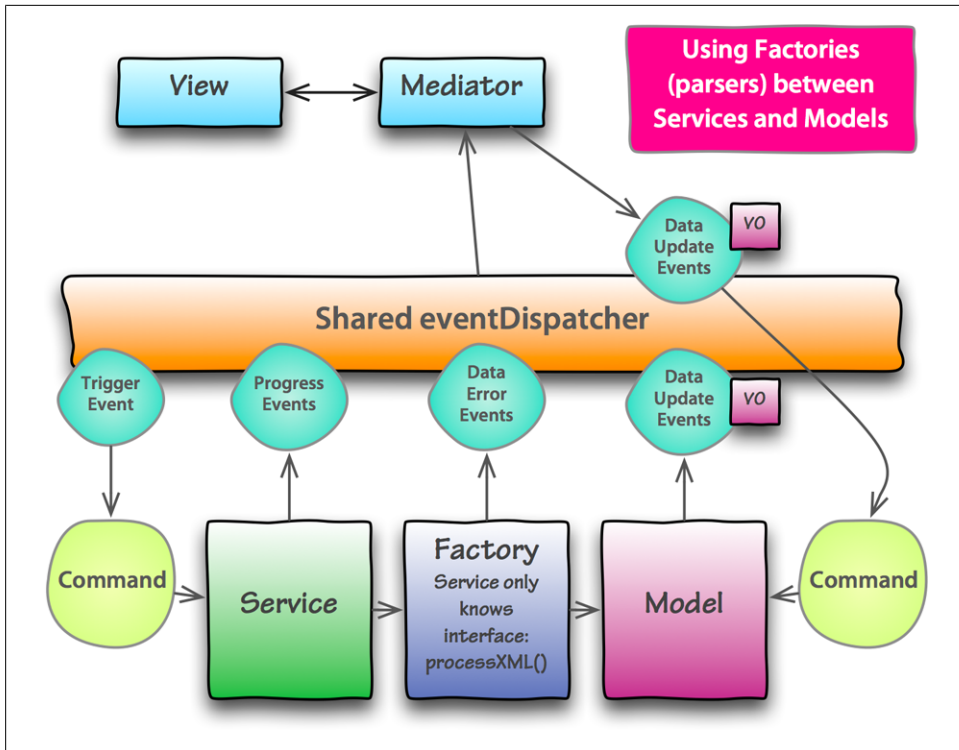 View
Mediator
Using Factories
(parsers) between
Services and Models
Data
Update
Events
VO
Shared eventDispatcher
Trigger
Event
Progress
Events
Data
Error
Events
Data
Update
Events
VO
Command
Service
Factory
Service only
knows
interface:
processXML()
Model
Command